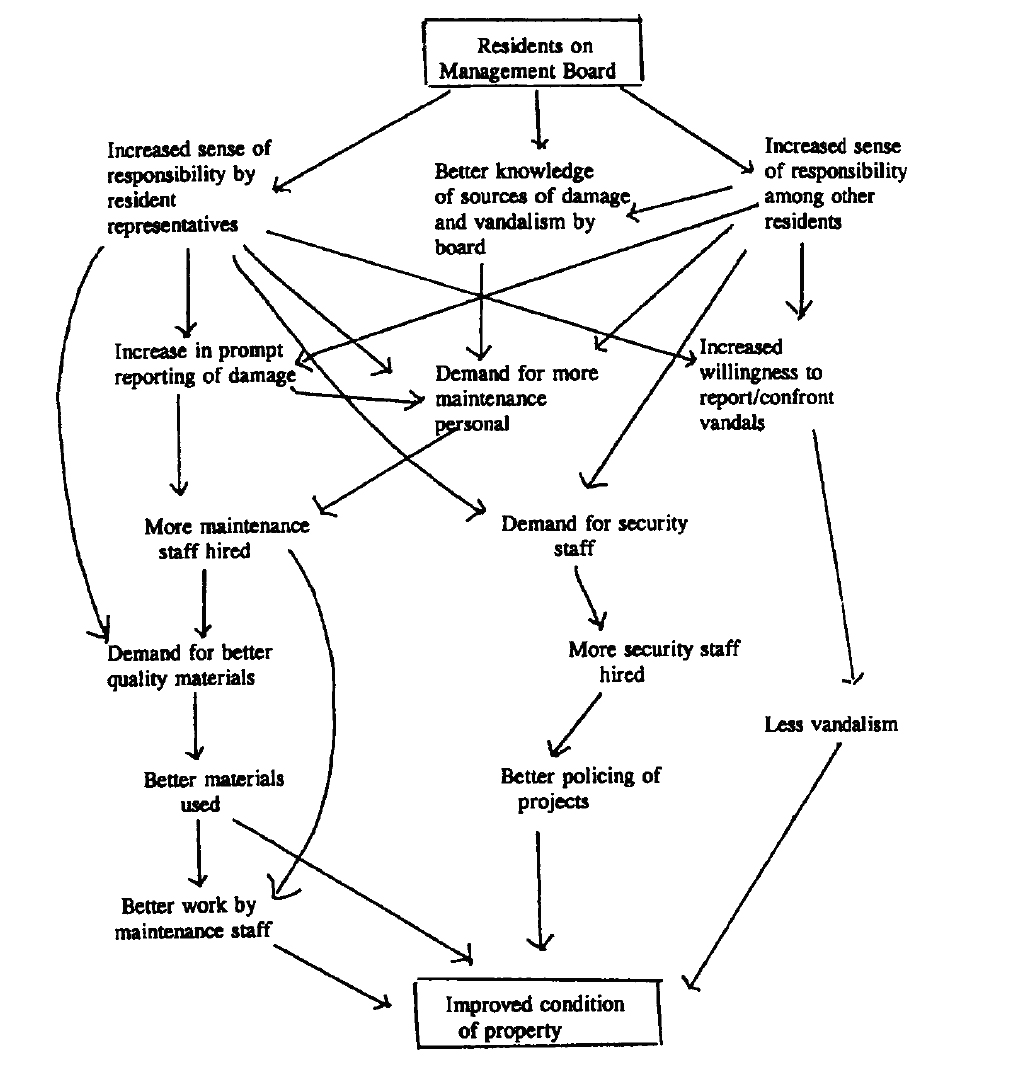 Residents on
Management Board
Increased sense of
responsibility by
resident
representatives
Better knowledge
of sources of damage
and vandalism by
board
Increased sense
of responsibility
among other
residents
Increase in prompt
reporting of damage
Demand for more
maintenance
personal
Increased
willingness to
report/confront
vandals
More maintenance
staff hired
Demand for security
staff
Demand for better
quality materials
More security staff
hired
Less vandalism
Better materials
used
Better policing of
projects
Better work by
maintenance staff
Improved condition
of property